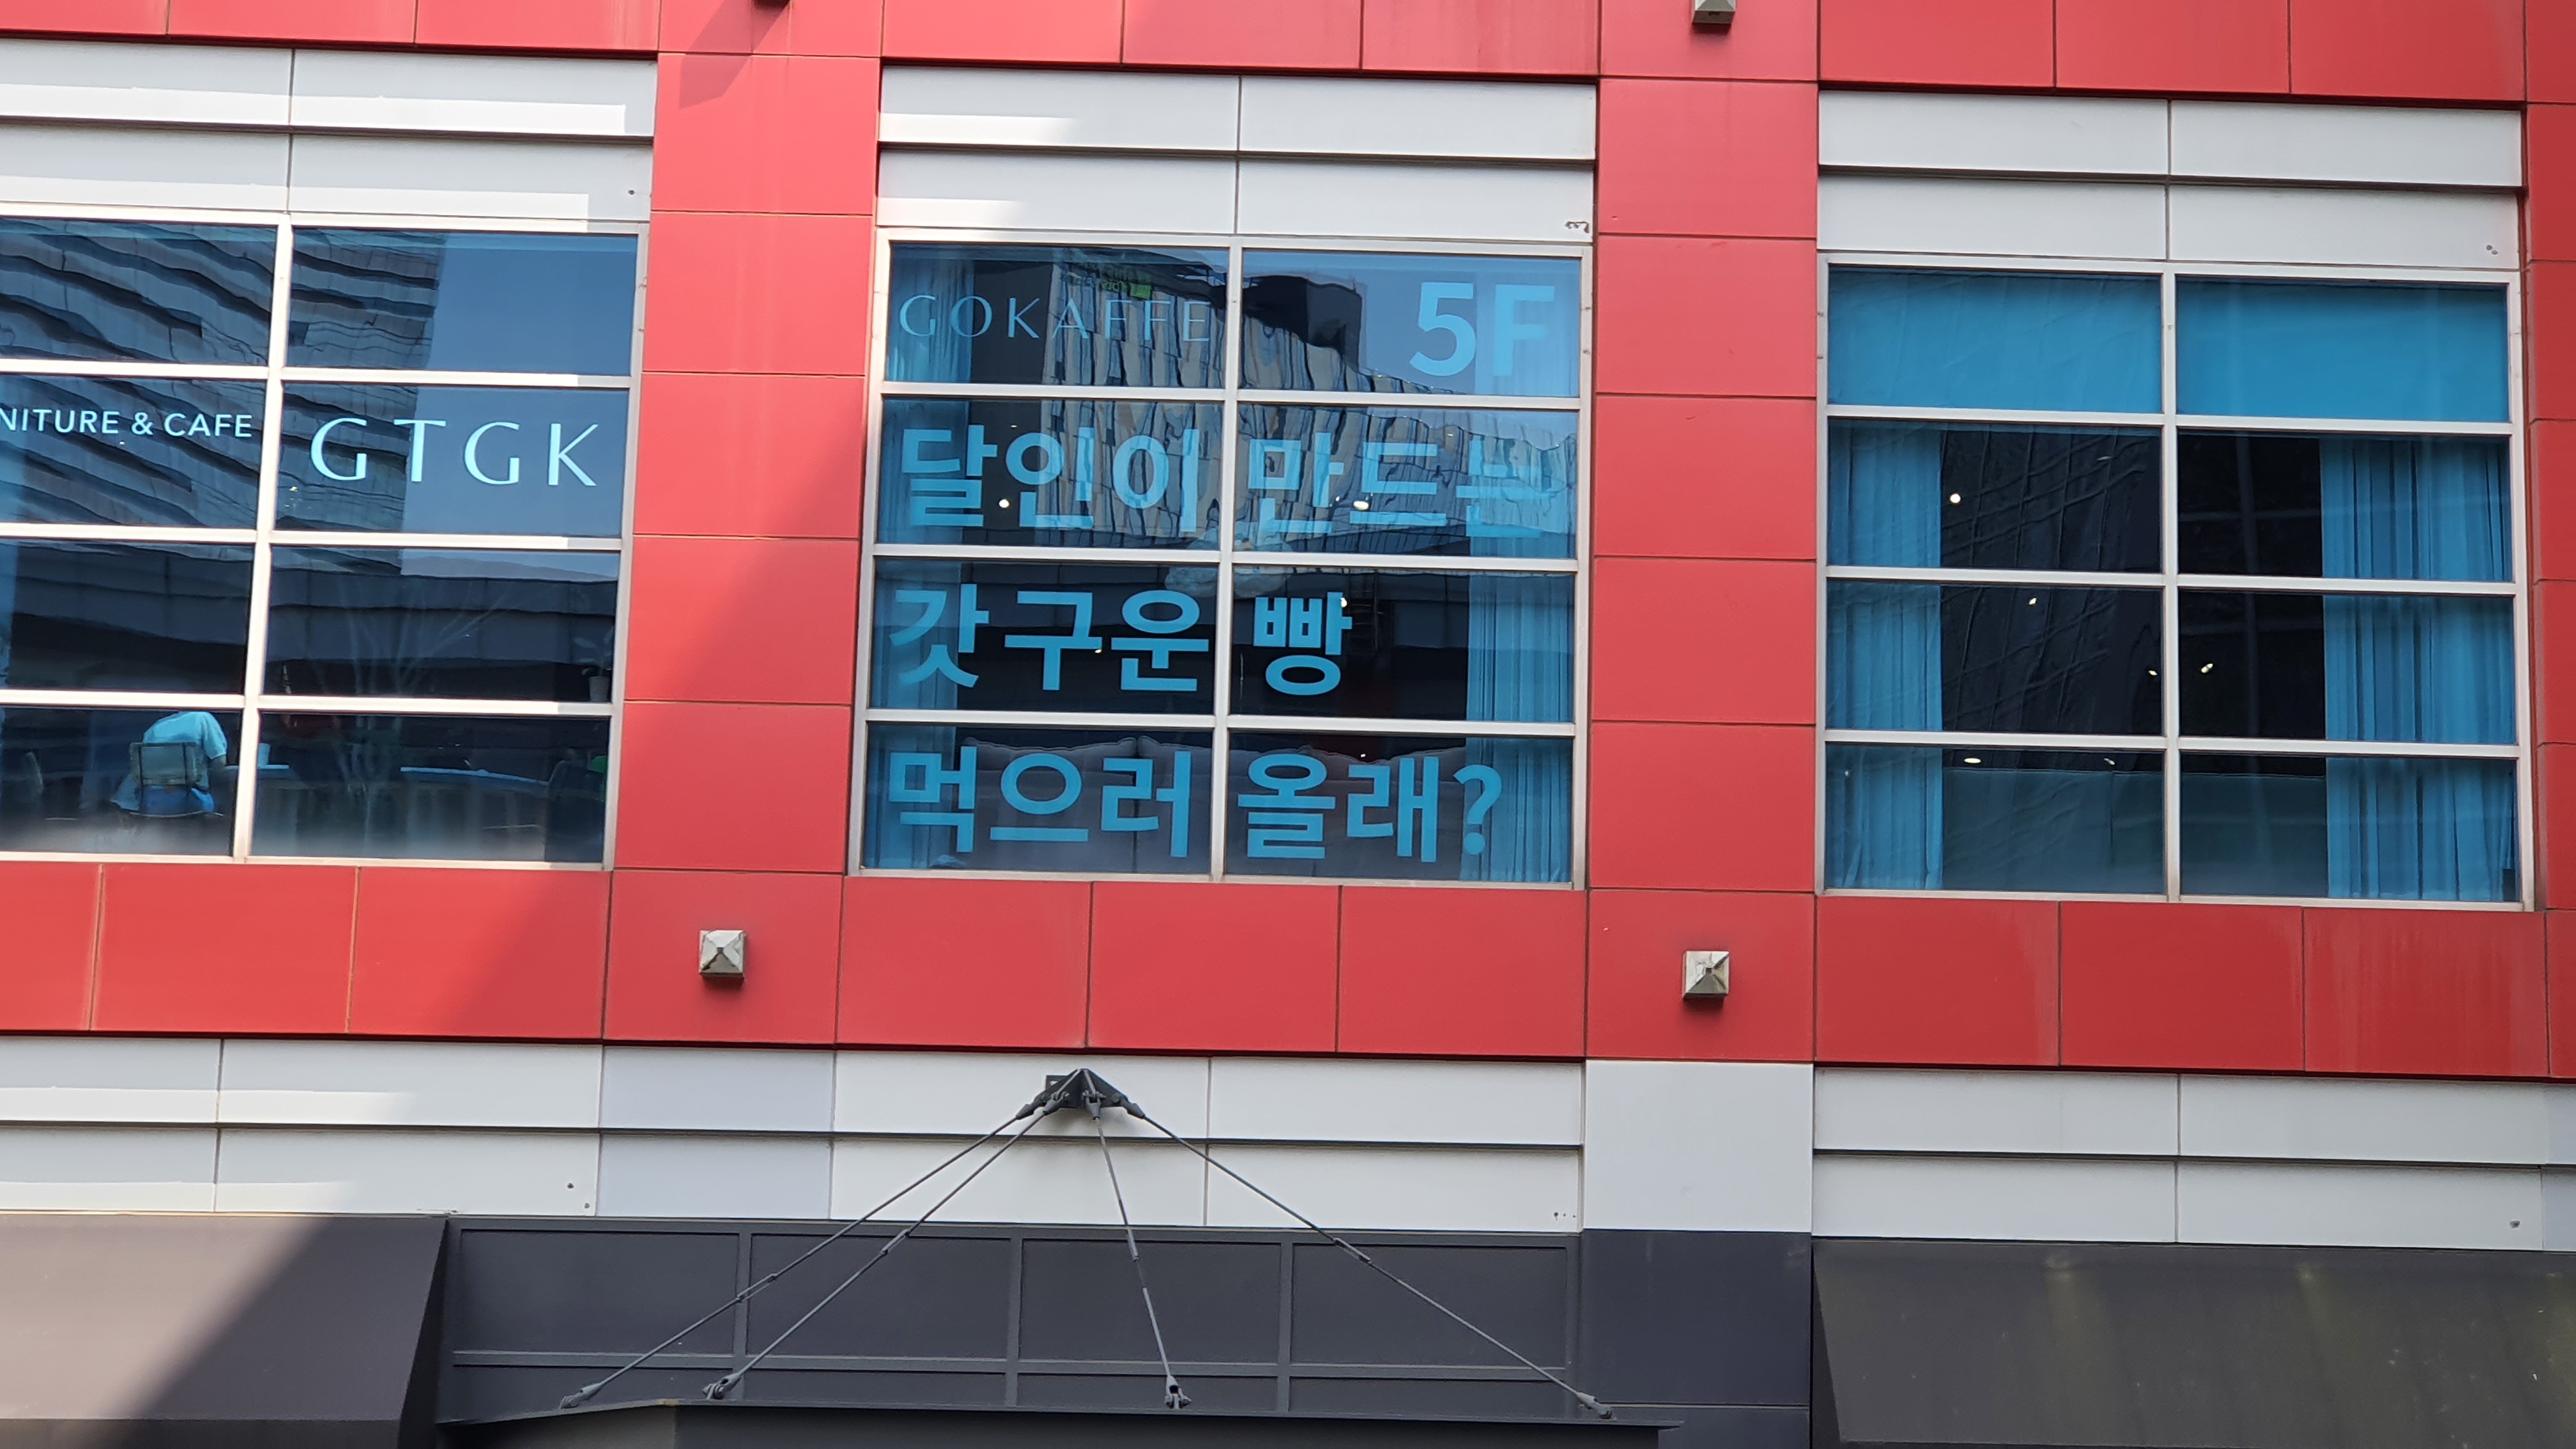 NITURE & CAFE
GTGK
GOKAFFE 5F
달인이 만드는
갓 구운 빵
먹으러 올래?